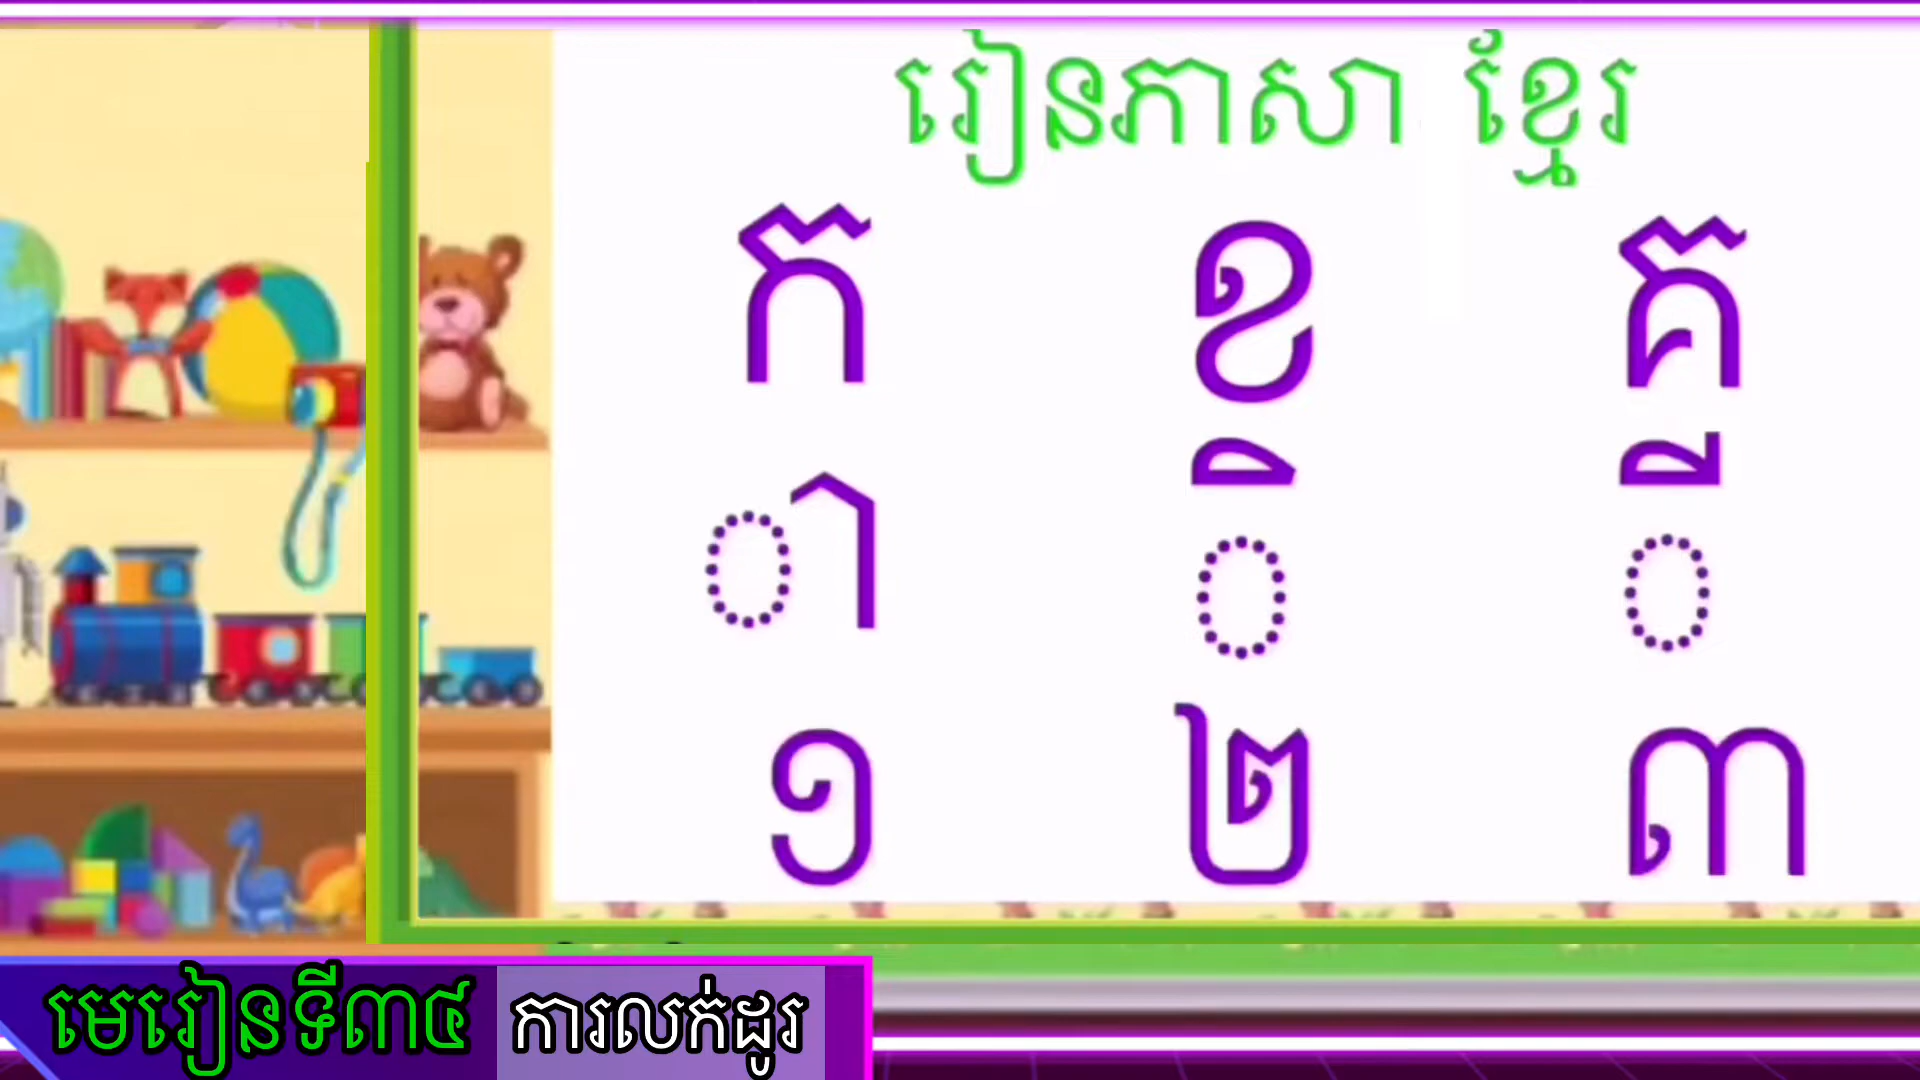 រៀនភាសា ខ្មែរ
ក ខ គ
ា ិ ី
១ ២ ៣
មេរៀនទី៣៤ ការលក់ដូរ